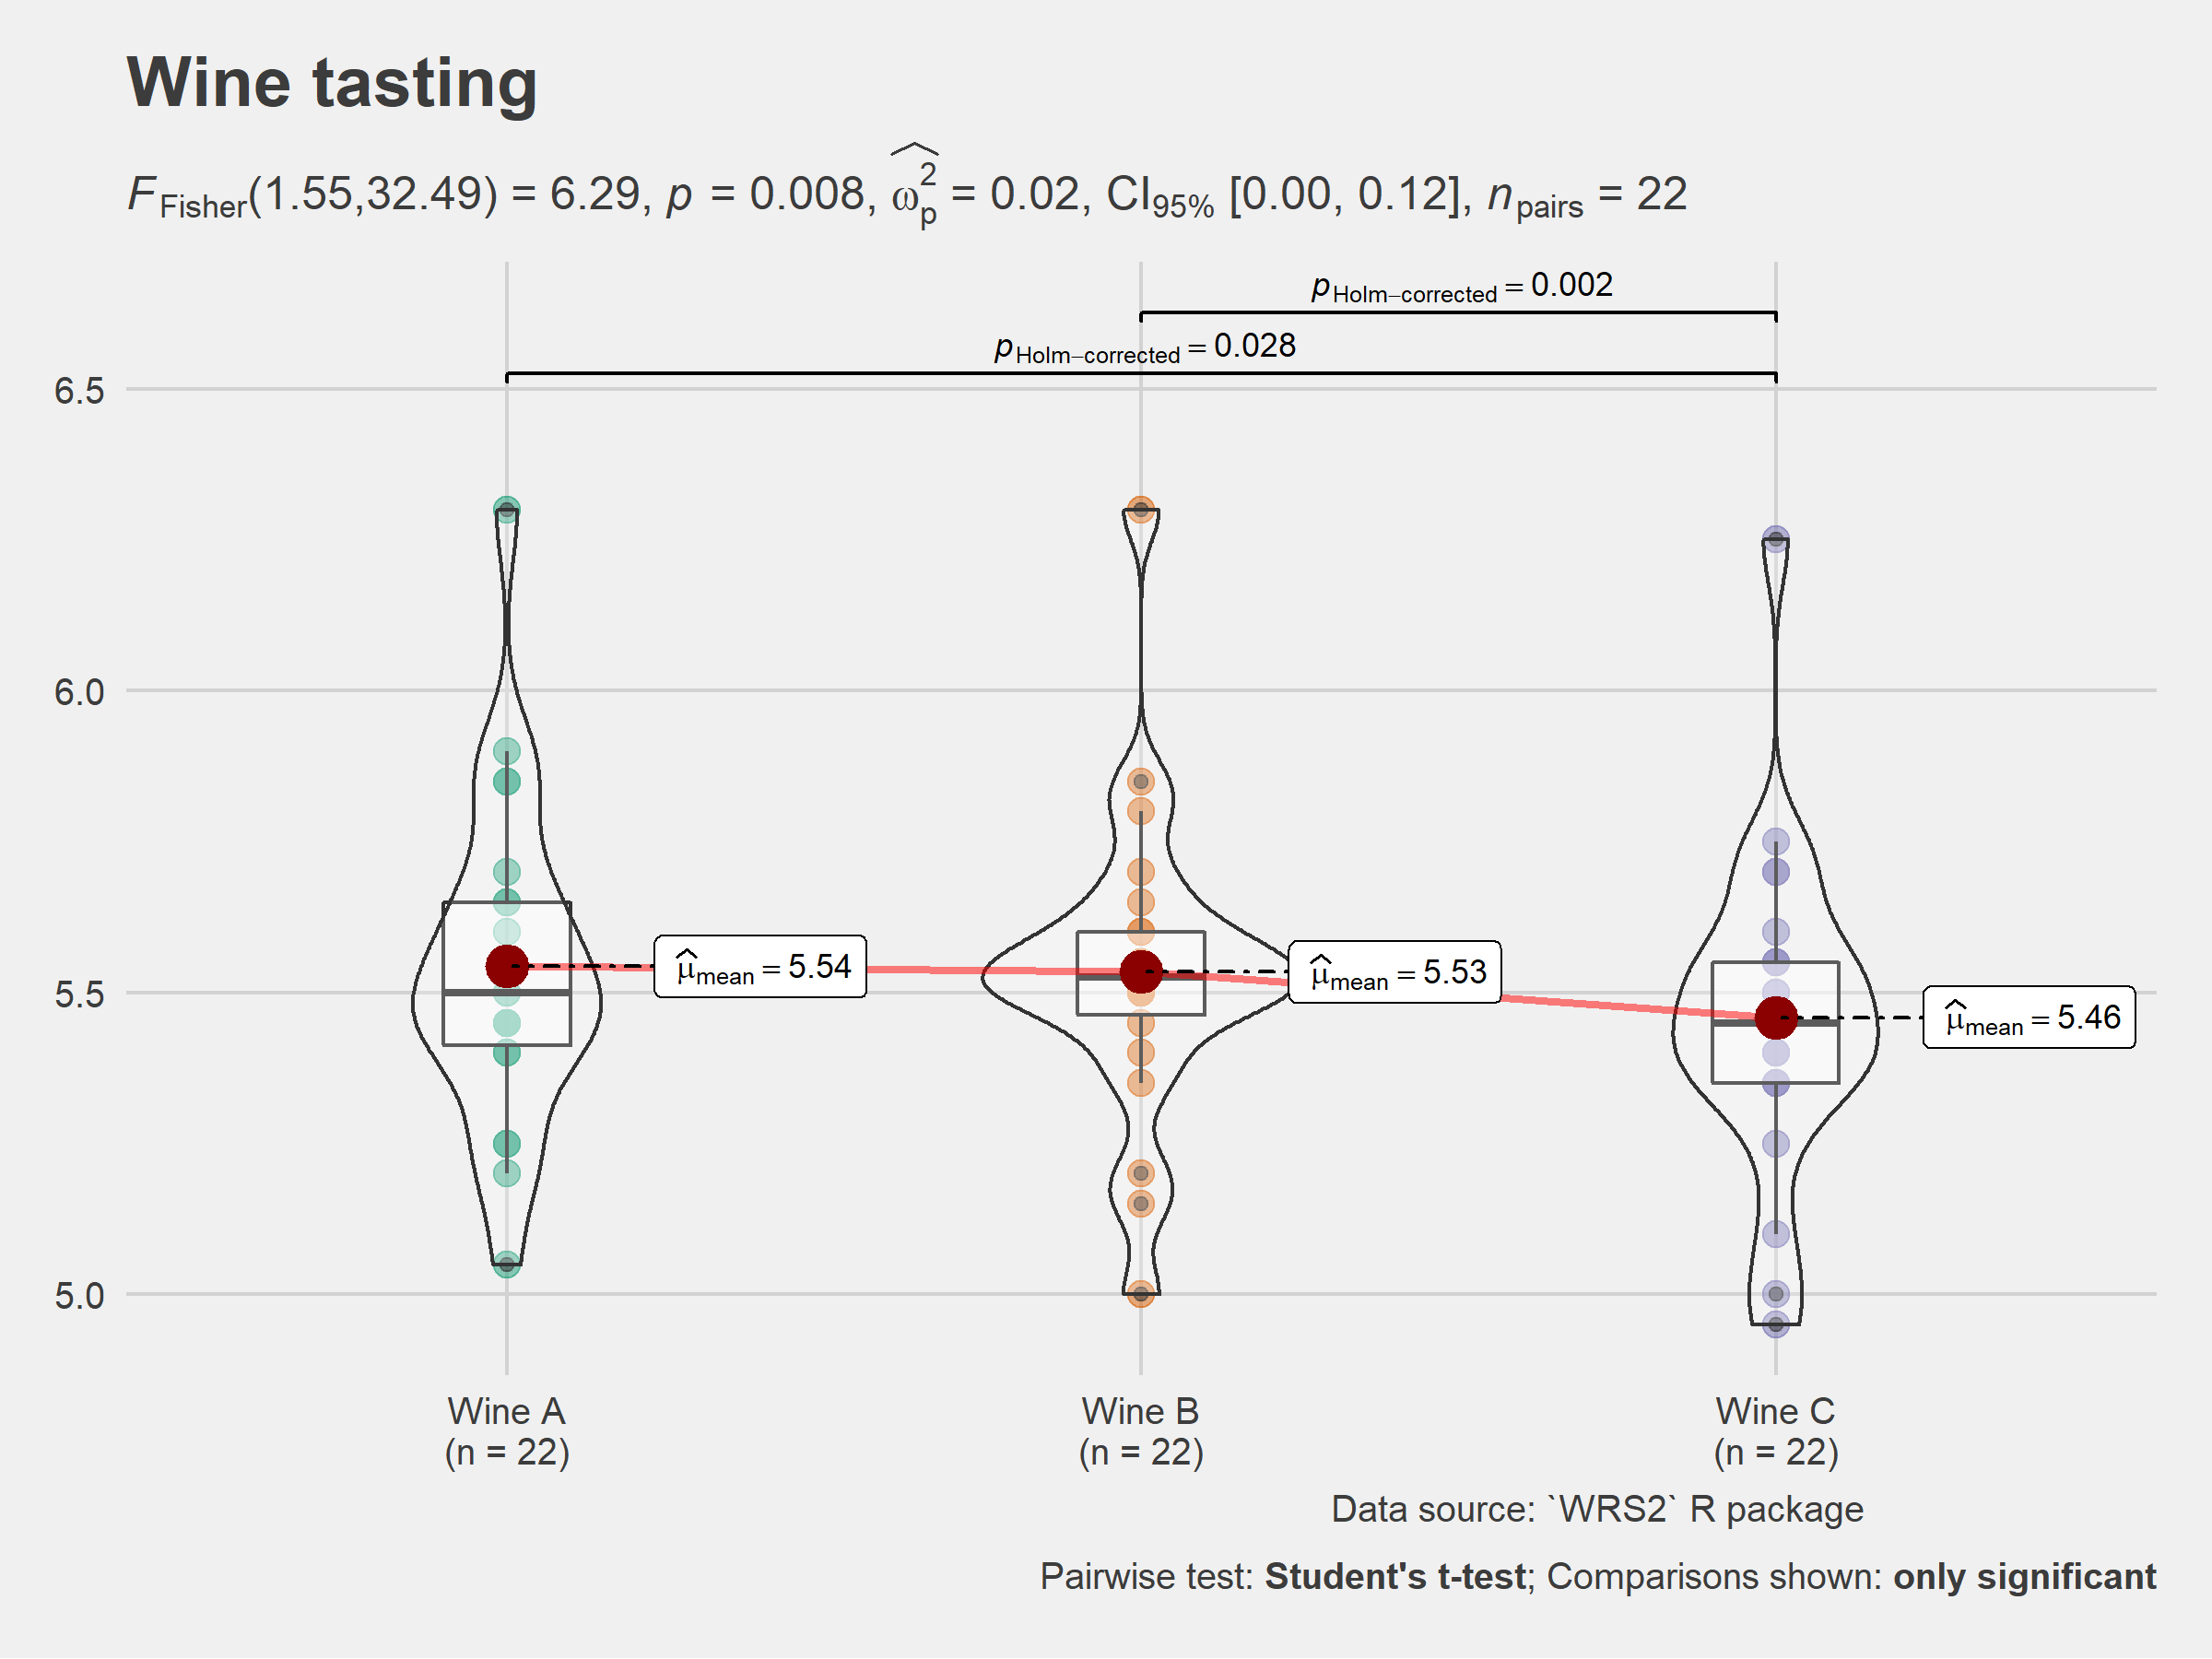 Wine tasting
F Fisher(1.55,32.49) = 6.29, p = 0.008, ω̂²p = 0.02, CI95% [0.00, 0.12], npairs = 22
pHolm−corrected = 0.002
pHolm−corrected = 0.028
6.5
6.0
5.5
5.0
μ̂mean = 5.54
μ̂mean = 5.53
μ̂mean = 5.46
Wine A
(n = 22)
Wine B
(n = 22)
Wine C
(n = 22)
Data source: `WRS2` R package
Pairwise test: Student's t-test; Comparisons shown: only significant